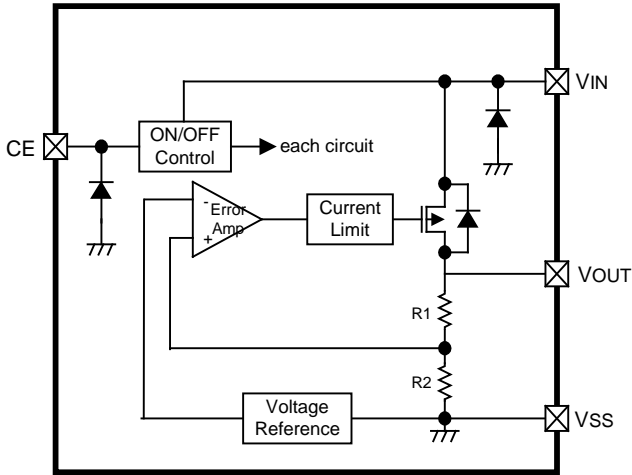 VIN
CE
ON/OFF
Control
each circuit
-
Error
Amp
+
Current
Limit
VOUT
R1
R2
Voltage
Reference
VSS